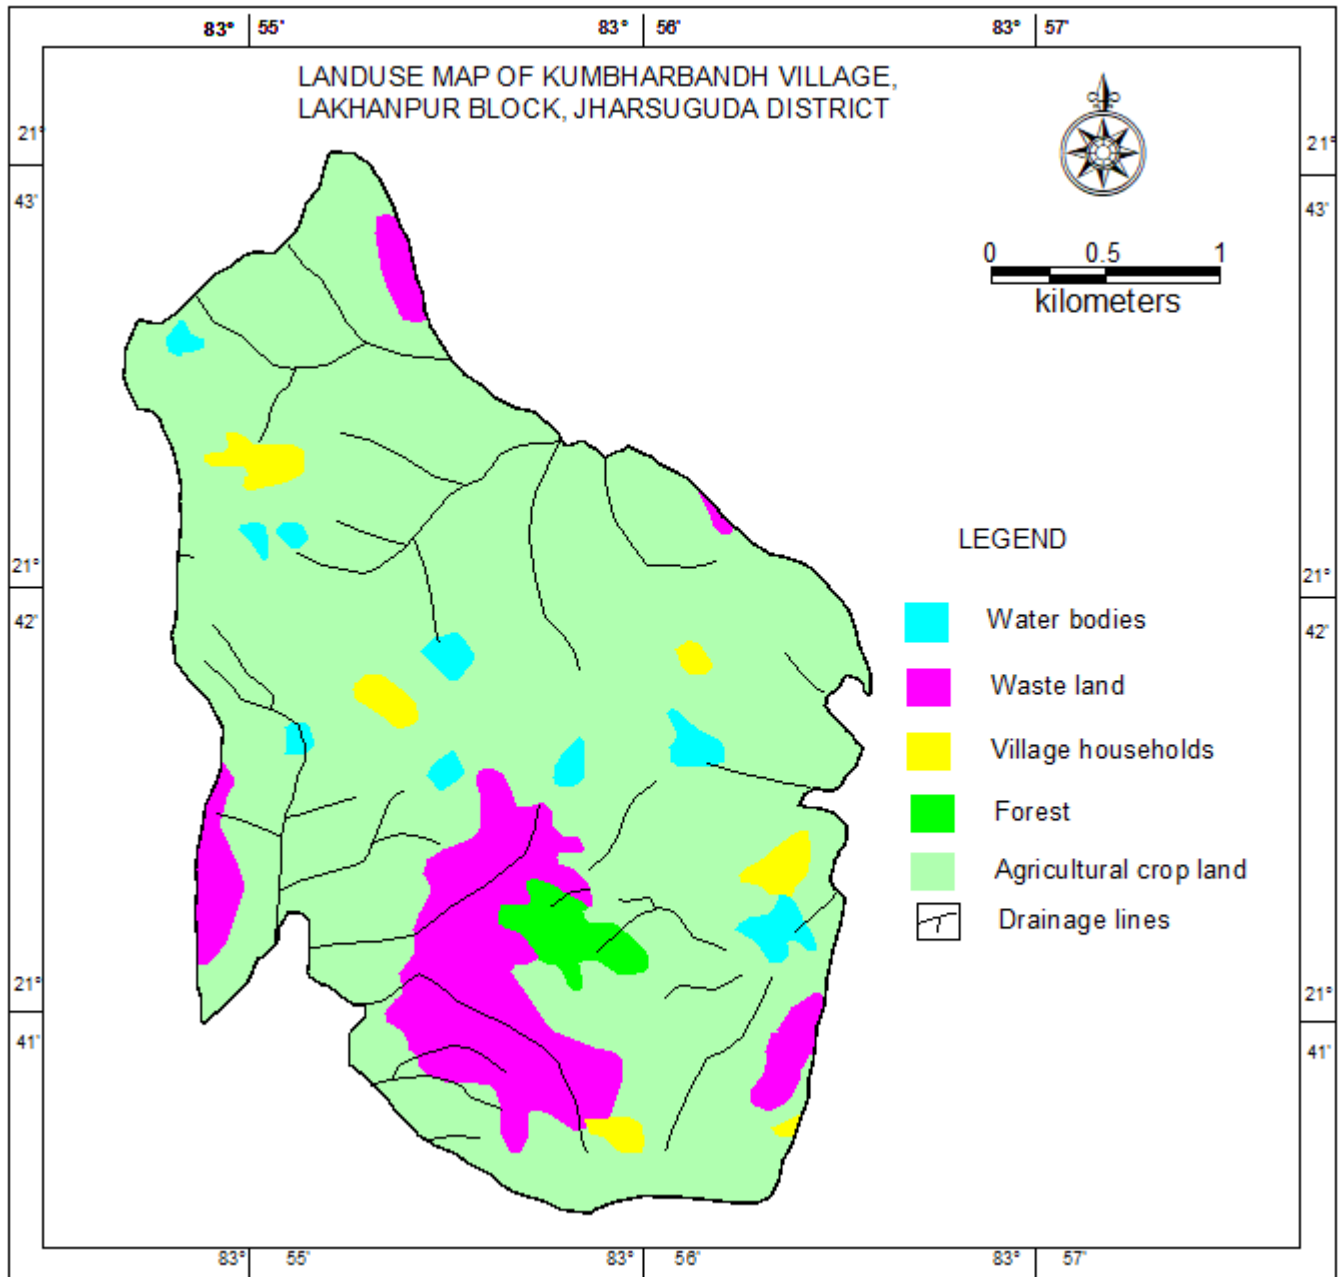 83° 55' 83° 56' 83° 57'
LANDUSE MAP OF KUMBHARBANDH VILLAGE,
LAKHANPUR BLOCK, JHARSUGUDA DISTRICT
21° 21°
43' 43'
0 0.5 1
kilometers
LEGEND
21° 21°
42' 42'
Water bodies
Waste land
Village households
Forest
Agricultural crop land
Drainage lines
21° 21°
41' 41'
83° 55' 83° 56' 83° 57'